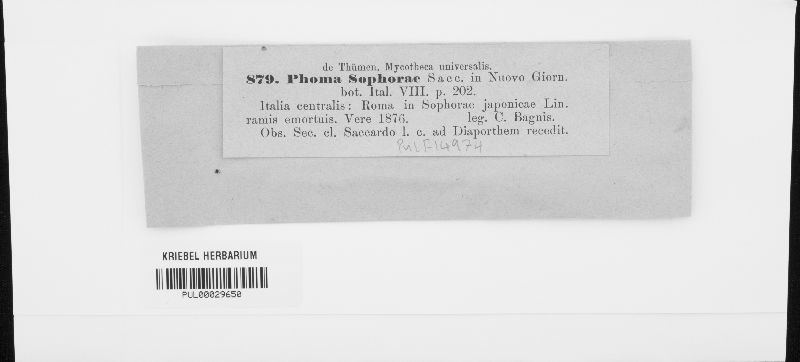 de Thümen, Mycotheca universalis.
879. Phoma Sophorae Sacc. in Nuovo Giorn.
bot. Ital. VIII. p. 202.
Italia centralis: Roma in Sophorae japonicae Lin.
ramis emortuis. Vere 1876. leg. C. Bagnis.
Obs. Sec. cl. Saccardo l. c. ad Diaporthem recedit.
PulF14974
KRIEBEL HERBARIUM
PUL00029650